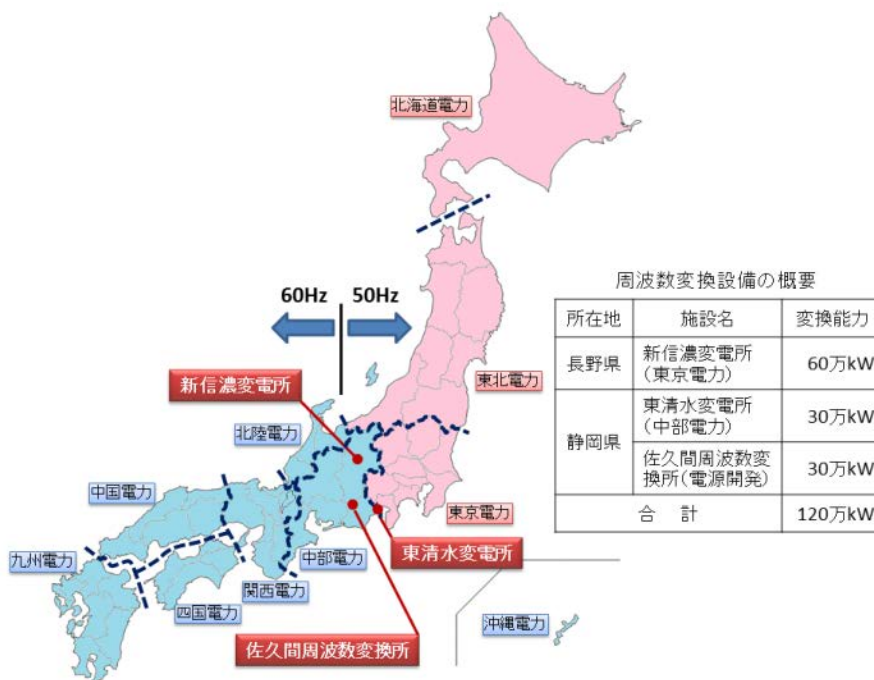 北海道電力
60Hz
50Hz
新信濃変電所
東北電力
北陸電力
中国電力
東京電力
九州電力
中部電力
東清水変電所
関西電力
四国電力
沖縄電力
佐久間周波数変換所
周波数変換設備の概要
所在地 施設名 変換能力
長野県 新信濃変電所
(東京電力) 60万kW
静岡県 東清水変電所
(中部電力) 30万kW
佐久間周波数変
換所(電源開発) 30万kW
合 計 120万kW